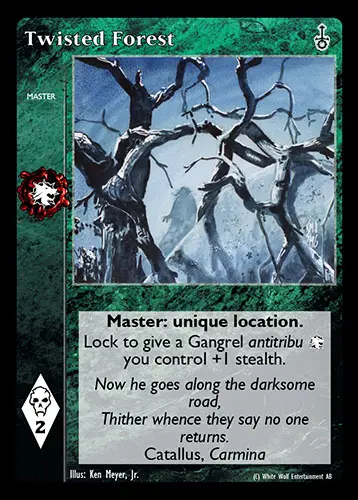 Twisted Forest
MASTER
Master: unique location.
Lock to give a Gangrel antitribu
you control +1 stealth.
Now he goes along the darksome
road,
Thither whence they say no one
returns.
Catallus, Carmina
2
Illus: Ken Meyer, Jr.
(C) White Wolf Entertainment AB